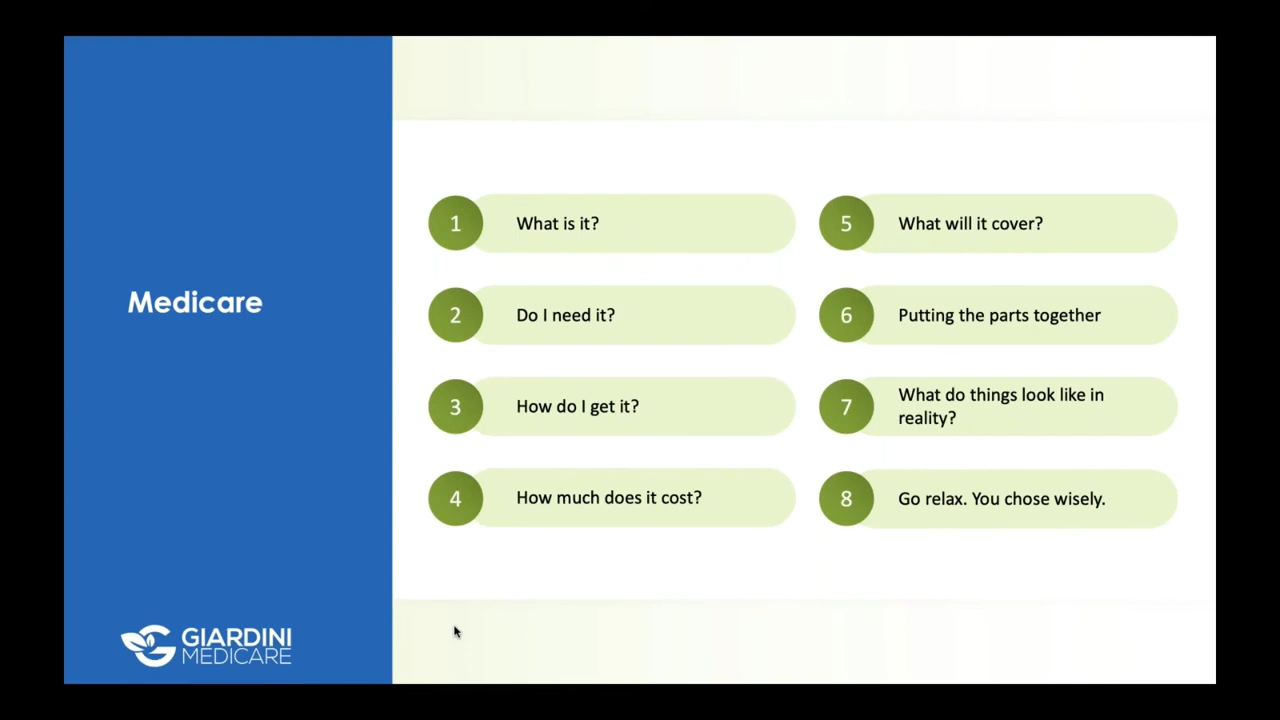 Medicare
1
What is it?
2
Do I need it?
3
How do I get it?
4
How much does it cost?
5
What will it cover?
6
Putting the parts together
7
What do things look like in
reality?
8
Go relax. You chose wisely.
GIARDINI
MEDICARE